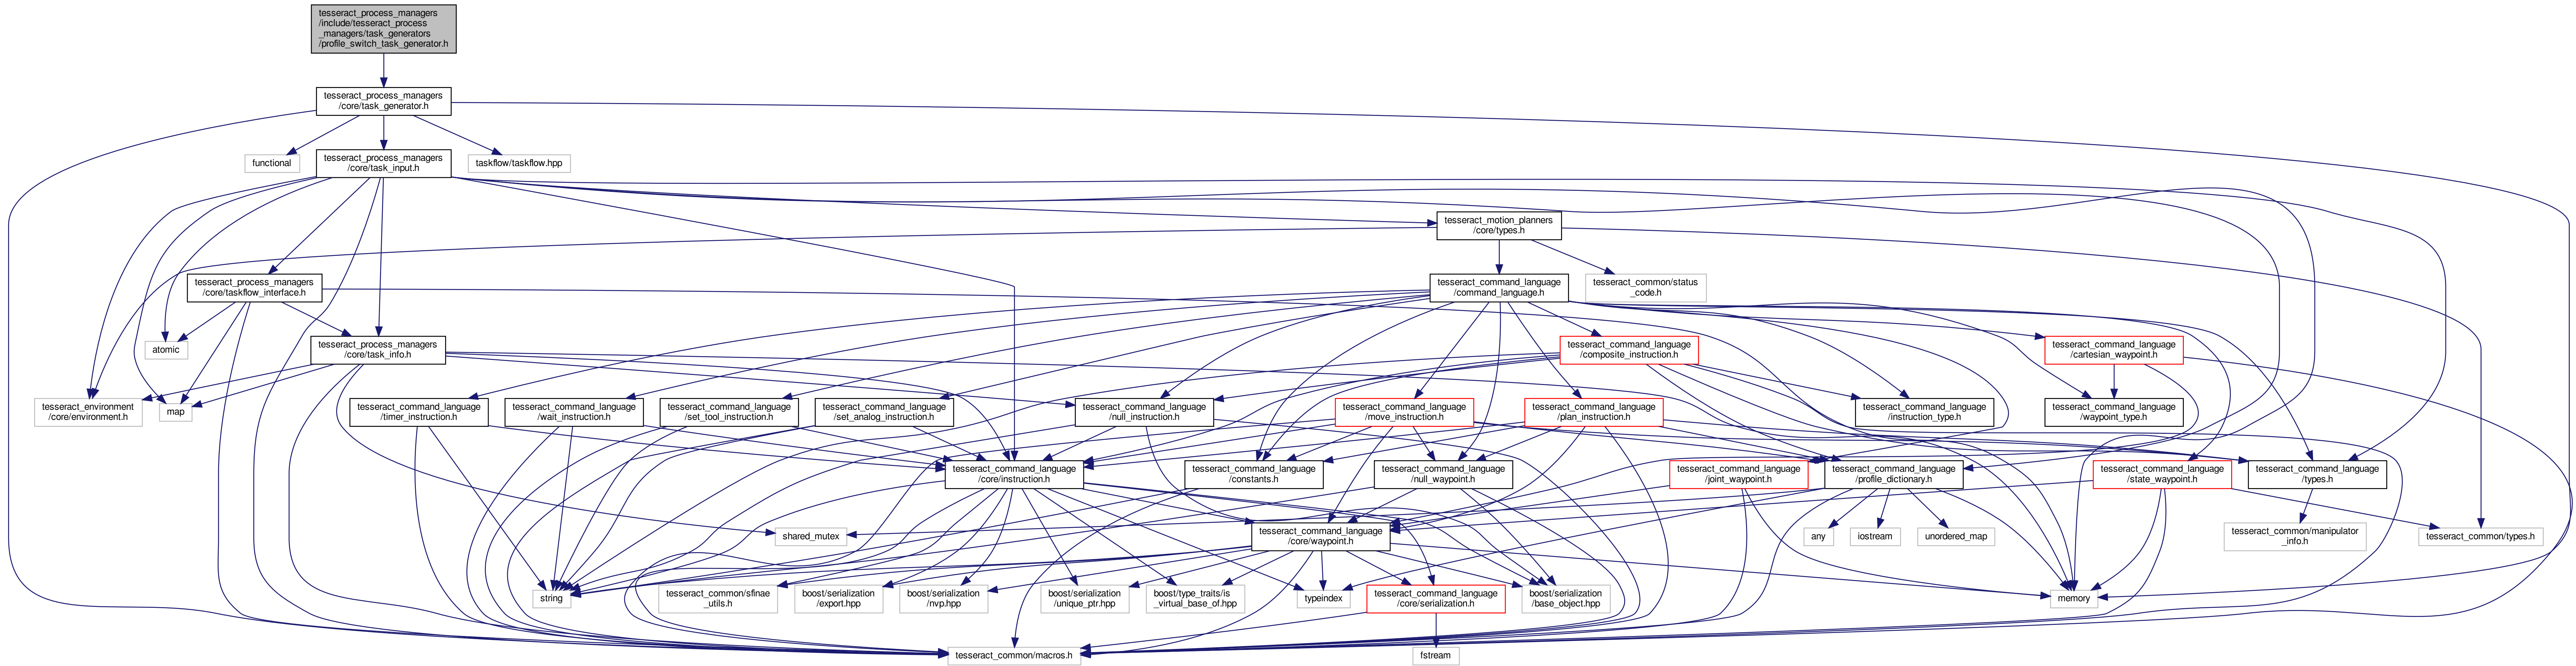 tesseract_process_managers
/include/tesseract_process
_managers/task_generators
/profile_switch_task_generator.h
tesseract_process_managers
/core/task_generator.h
functional
tesseract_process_managers
/core/task_input.h
taskflow/taskflow.hpp
tesseract_motion_planners
/core/types.h
tesseract_process_managers
/core/taskflow_interface.h
tesseract_command_language
/command_language.h
tesseract_common/status
_code.h
atomic
tesseract_process_managers
/core/task_info.h
tesseract_command_language
/composite_instruction.h
tesseract_command_language
/cartesian_waypoint.h
tesseract_environment
/core/environment.h
map
tesseract_command_language
/timer_instruction.h
tesseract_command_language
/wait_instruction.h
tesseract_command_language
/set_tool_instruction.h
tesseract_command_language
/set_analog_instruction.h
tesseract_command_language
/null_instruction.h
tesseract_command_language
/move_instruction.h
tesseract_command_language
/plan_instruction.h
tesseract_command_language
/instruction_type.h
tesseract_command_language
/waypoint_type.h
tesseract_command_language
/core/instruction.h
tesseract_command_language
/constants.h
tesseract_command_language
/null_waypoint.h
tesseract_command_language
/joint_waypoint.h
tesseract_command_language
/profile_dictionary.h
tesseract_command_language
/state_waypoint.h
tesseract_command_language
/types.h
shared_mutex
tesseract_command_language
/core/waypoint.h
any
iostream
unordered_map
tesseract_common/manipulator
_info.h
tesseract_common/types.h
string
tesseract_common/sfinae
_utils.h
boost/serialization
/export.hpp
boost/serialization
/nvp.hpp
boost/serialization
/unique_ptr.hpp
boost/type_traits/is
_virtual_base_of.hpp
typeindex
tesseract_command_language
/core/serialization.h
boost/serialization
/base_object.hpp
memory
tesseract_common/macros.h
fstream